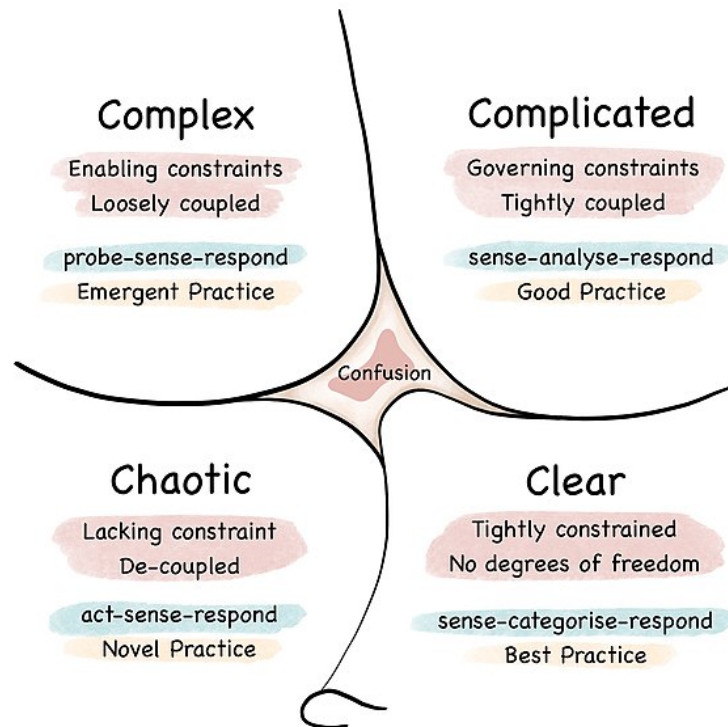 Complex
Enabling constraints
Loosely coupled
probe-sense-respond
Emergent Practice
Complicated
Governing constraints
Tightly coupled
sense-analyse-respond
Good Practice
Confusion
Chaotic
Lacking constraint
De-coupled
act-sense-respond
Novel Practice
Clear
Tightly constrained
No degrees of freedom
sense-categorise-respond
Best Practice